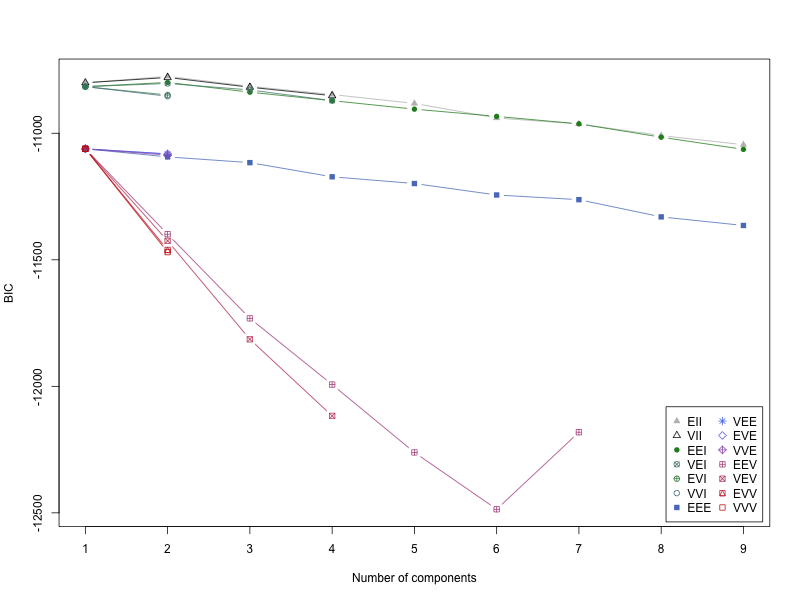 -11000
-11500
-12000
-12500
BIC
EII VEE
VII EVE
EEI VVE
VEI EEV
EVI VEV
VVI EVV
EEE VVV
1 2 3 4 5 6 7 8 9
Number of components